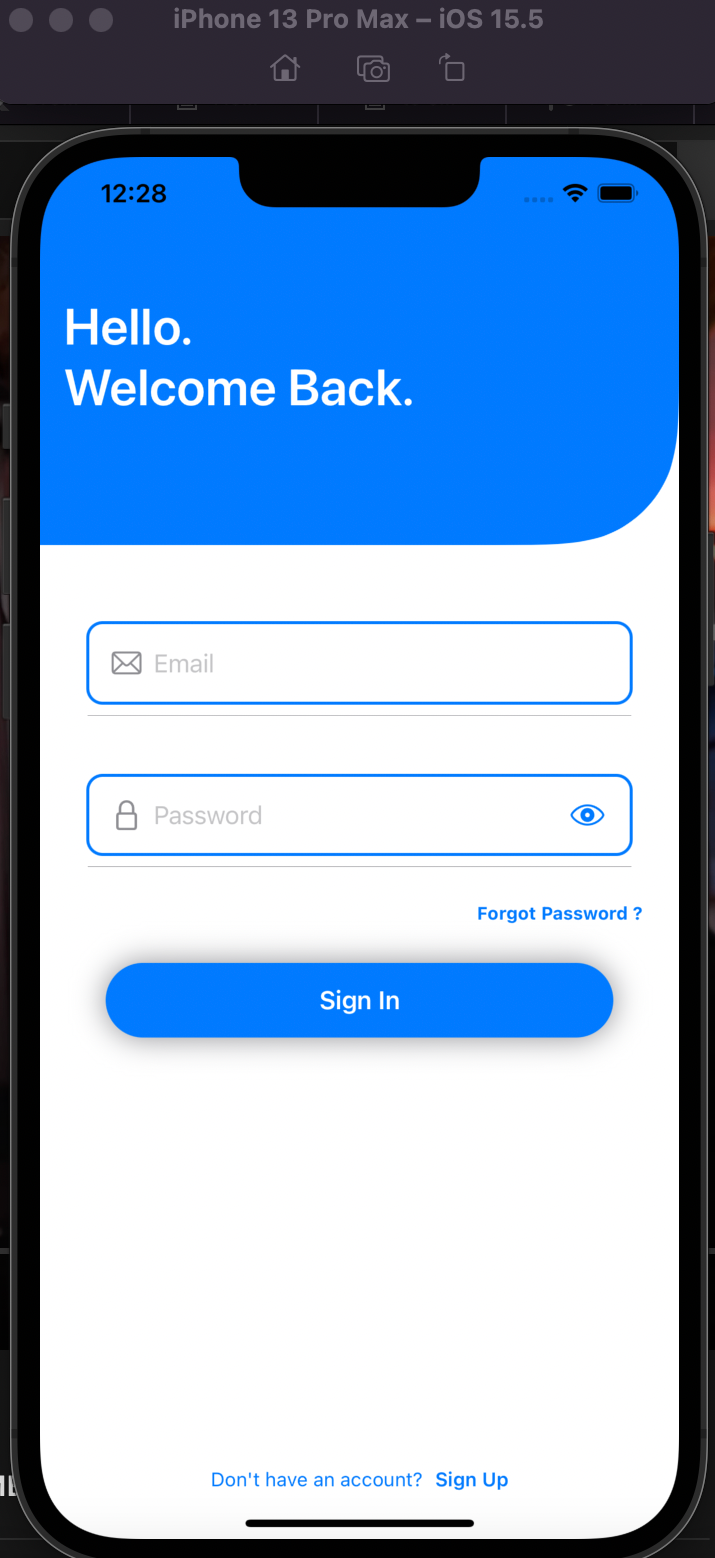 iPhone 13 Pro Max – iOS 15.5
12:28
Hello.
Welcome Back.
Email
Password
Forgot Password ?
Sign In
Don't have an account? Sign Up